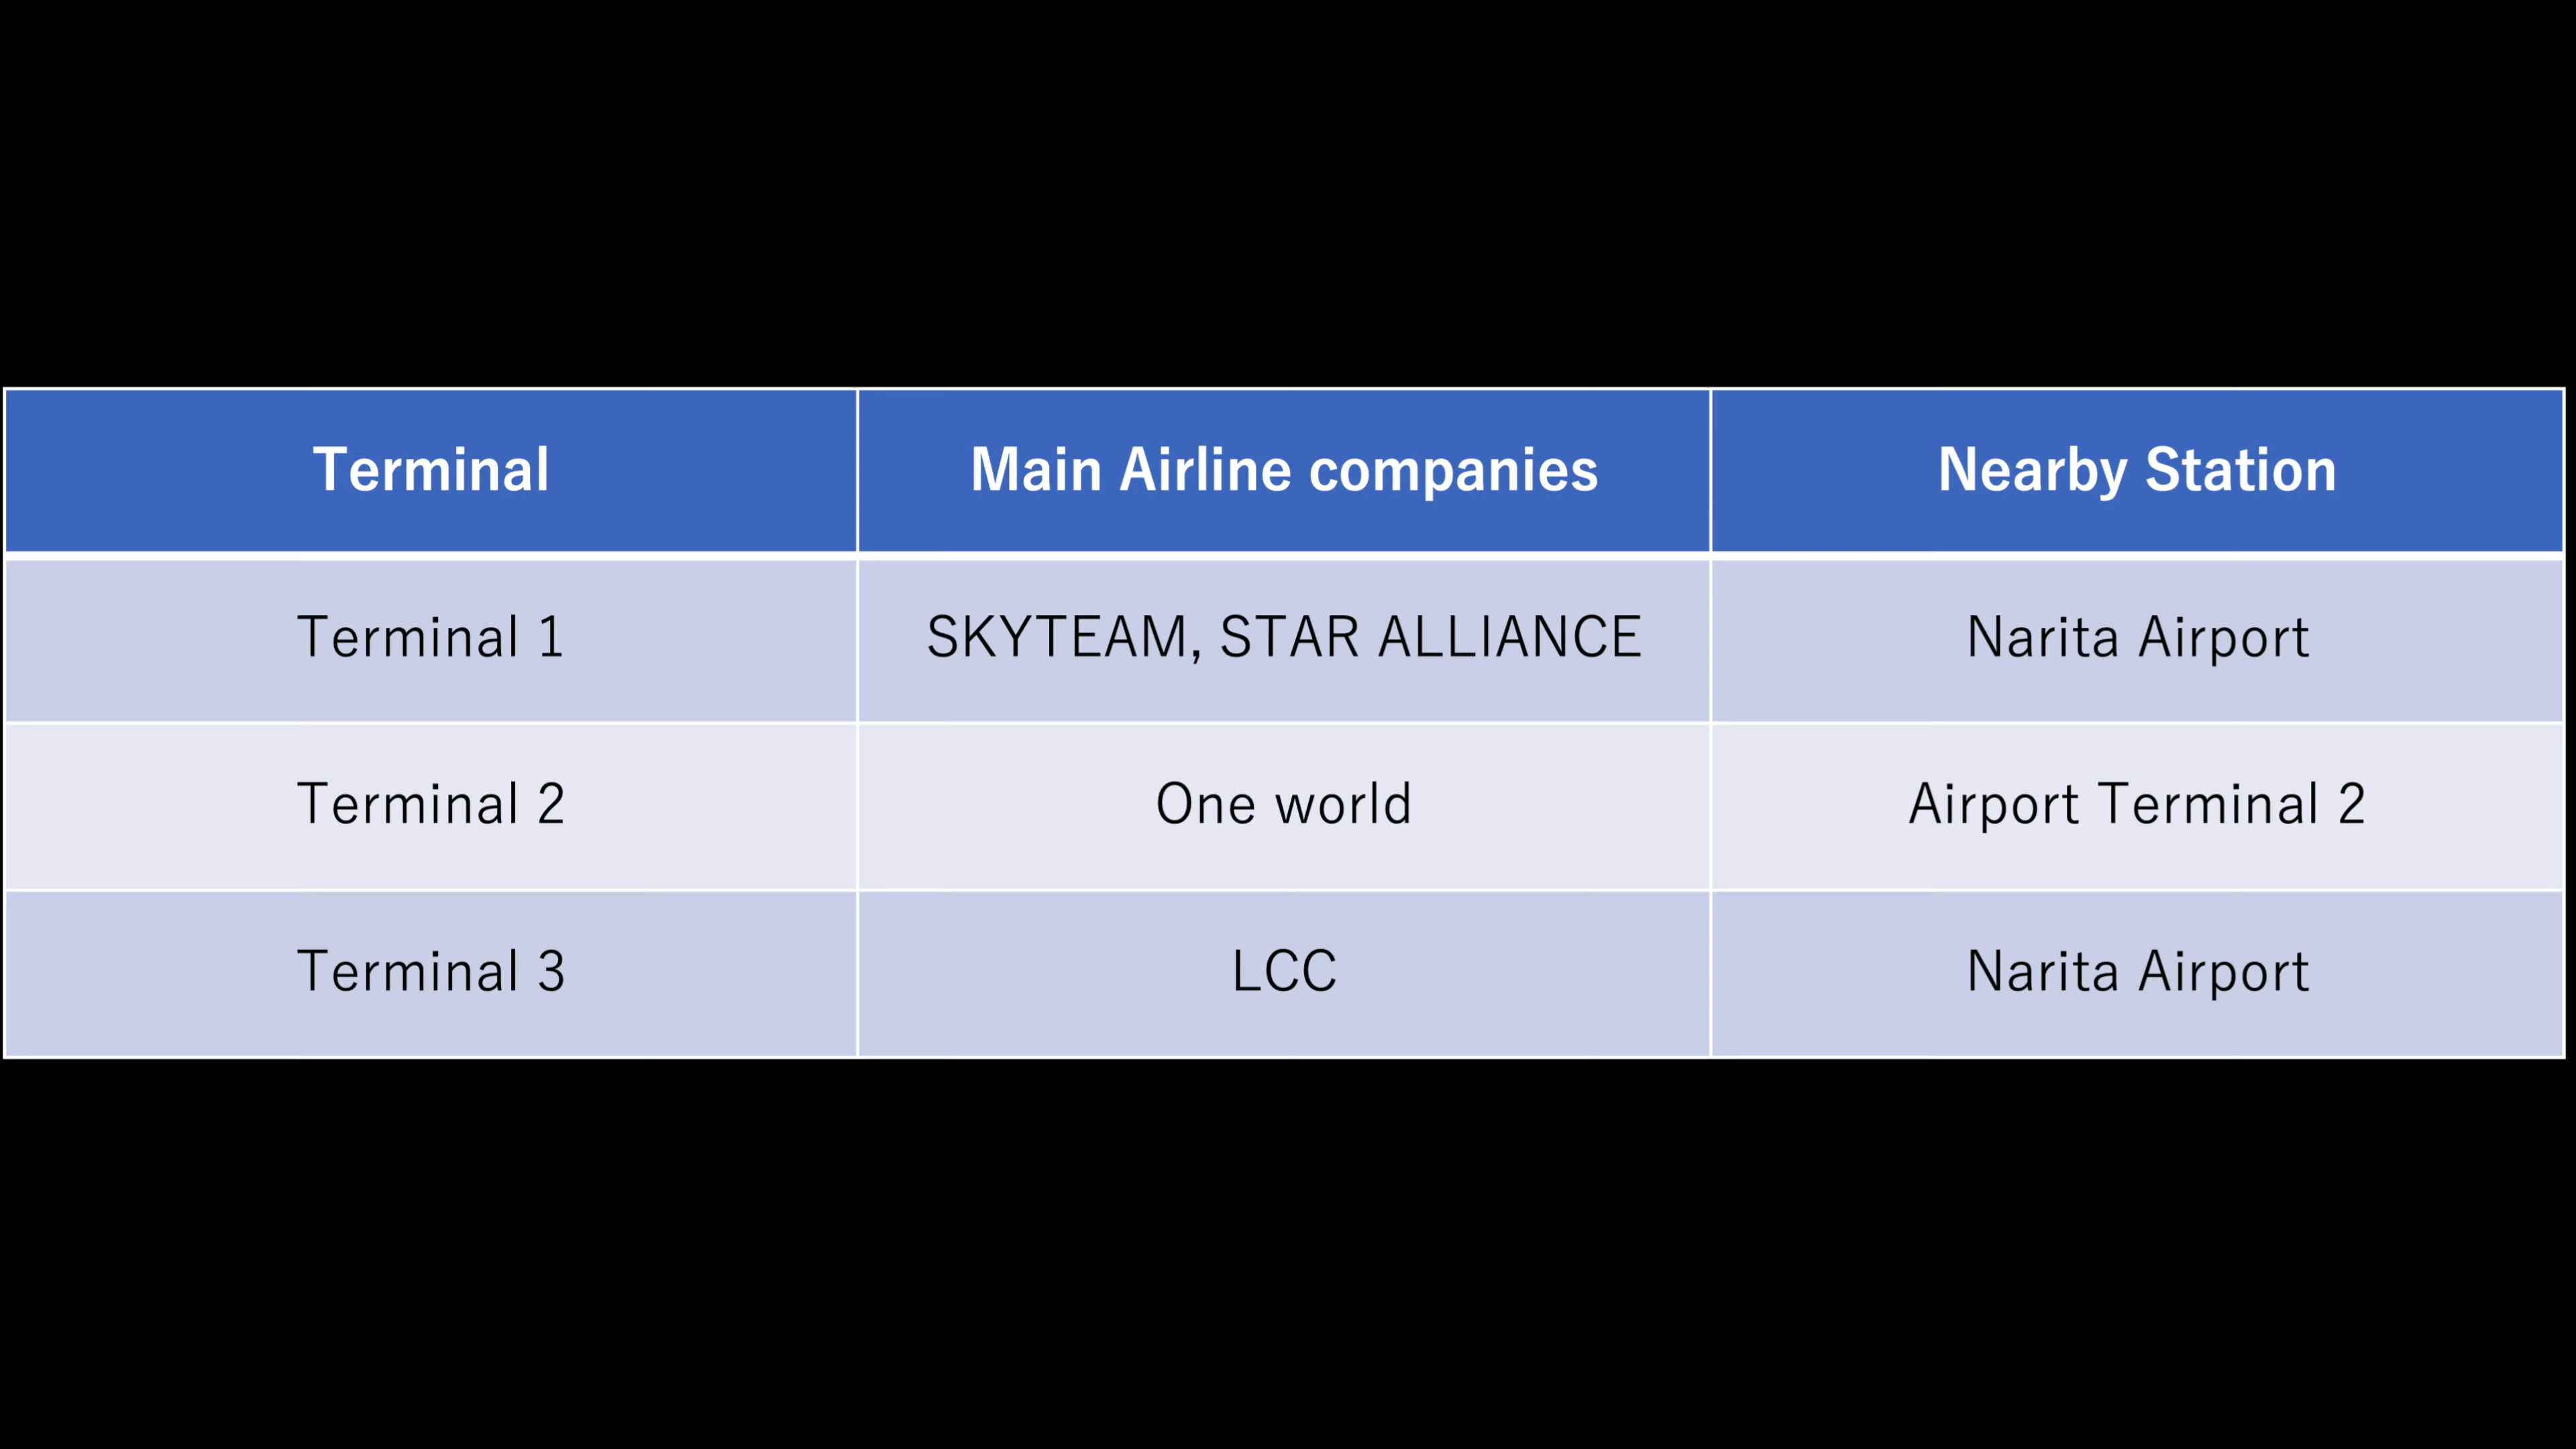 Terminal Main Airline companies Nearby Station
Terminal 1 SKYTEAM, STAR ALLIANCE Narita Airport
Terminal 2 One world Airport Terminal 2
Terminal 3 LCC Narita Airport